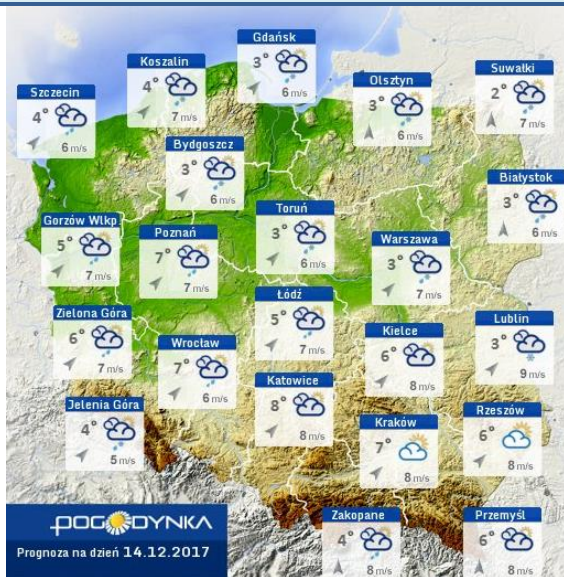 Gdańsk
3°
6 m/s
Koszalin
4°
7 m/s
Suwałki
2°
7 m/s
Olsztyn
3°
6 m/s
Szczecin
4°
6 m/s
Bydgoszcz
3°
6 m/s
Białystok
3°
6 m/s
Toruń
3°
6 m/s
Gorzów Wlkp
5°
7 m/s
Poznań
7°
7 m/s
Warszawa
3°
7 m/s
Łódź
5°
7 m/s
Zielona Góra
6°
7 m/s
Lublin
3°
9 m/s
Kielce
6°
8 m/s
Wrocław
7°
6 m/s
Katowice
8°
8 m/s
Jelenia Góra
4°
5 m/s
Rzeszów
6°
8 m/s
Kraków
7°
8 m/s
Zakopane
4°
8 m/s
Przemyśl
6°
8 m/s
POGODYNKA
Prognoza na dzień 14.12.2017